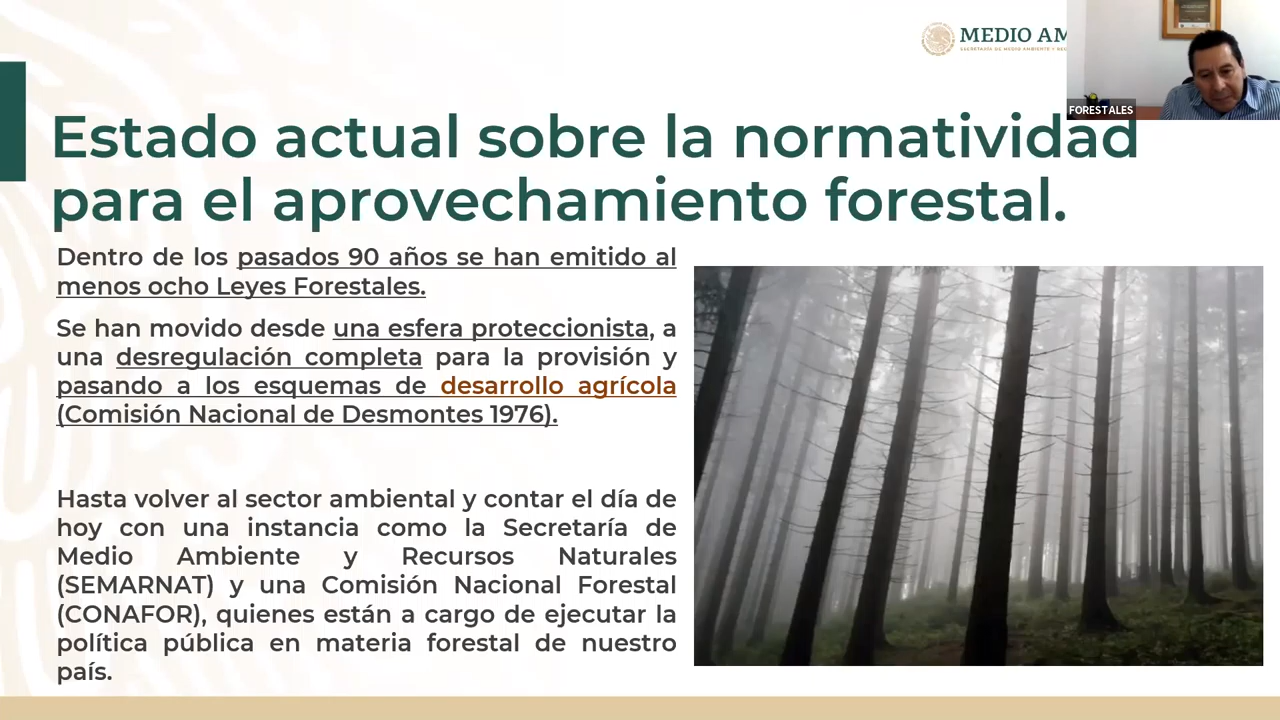 MEDIO AM
SECRETARÍA DE MEDIO AMBIENTE Y
FORESTALES
Estado actual sobre la normatividad
para el aprovechamiento forestal.
Dentro de los pasados 90 años se han emitido al
menos ocho Leyes Forestales.
Se han movido desde una esfera proteccionista, a
una desregulación completa para la provisión y
pasando a los esquemas de desarrollo agrícola
(Comisión Nacional de Desmontes 1976).
Hasta volver al sector ambiental y contar el día de
hoy con una instancia como la Secretaría de
Medio Ambiente y Recursos Naturales
(SEMARNAT) y una Comisión Nacional Forestal
(CONAFOR), quienes están a cargo de ejecutar la
política pública en materia forestal de nuestro
país.